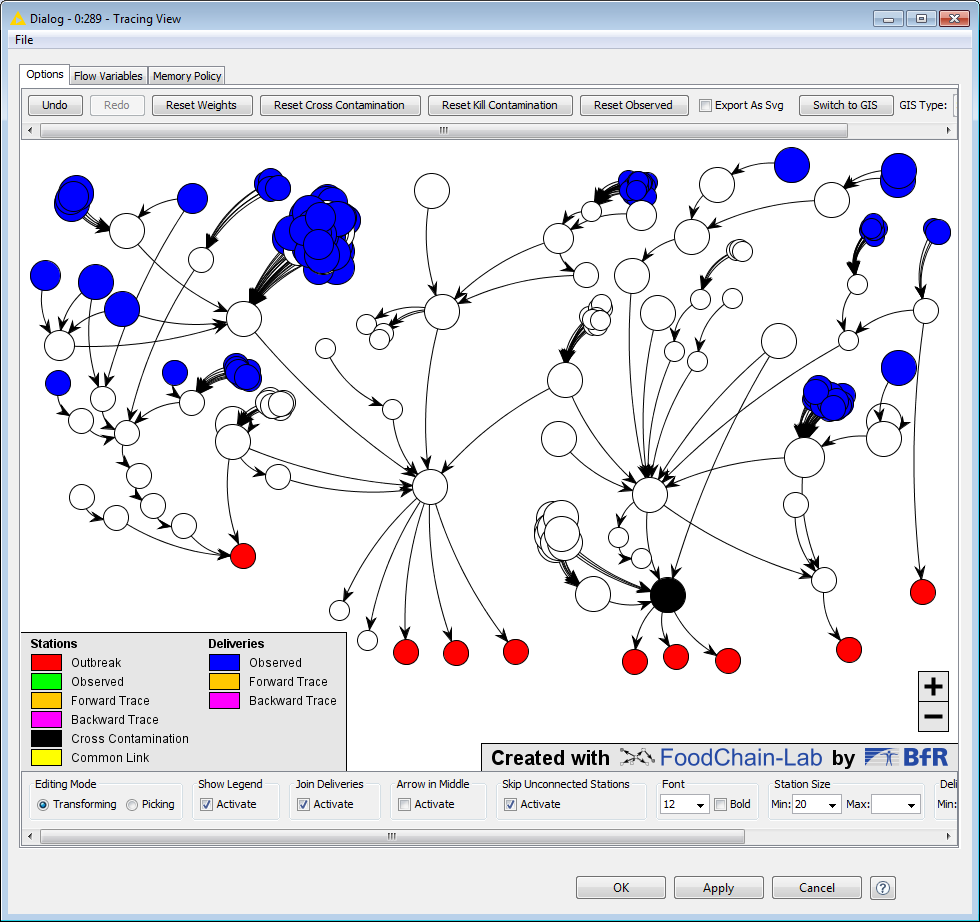 Dialog - 0:289 - Tracing View
File
Options Flow Variables Memory Policy
Undo Redo Reset Weights Reset Cross Contamination Reset Kill Contamination Reset Observed Export As Svg Switch to GIS GIS Type:
Stations Deliveries
Outbreak Observed
Observed Forward Trace
Forward Trace Backward Trace
Backward Trace
Cross Contamination
Common Link
+
−
Created with FoodChain-Lab by BfR
Editing Mode Show Legend Join Deliveries Arrow in Middle Skip Unconnected Stations Font Station Size Deli
Transforming Picking Activate Activate Activate Activate 12 Bold Min: 20 Max: Min:
OK Apply Cancel ?